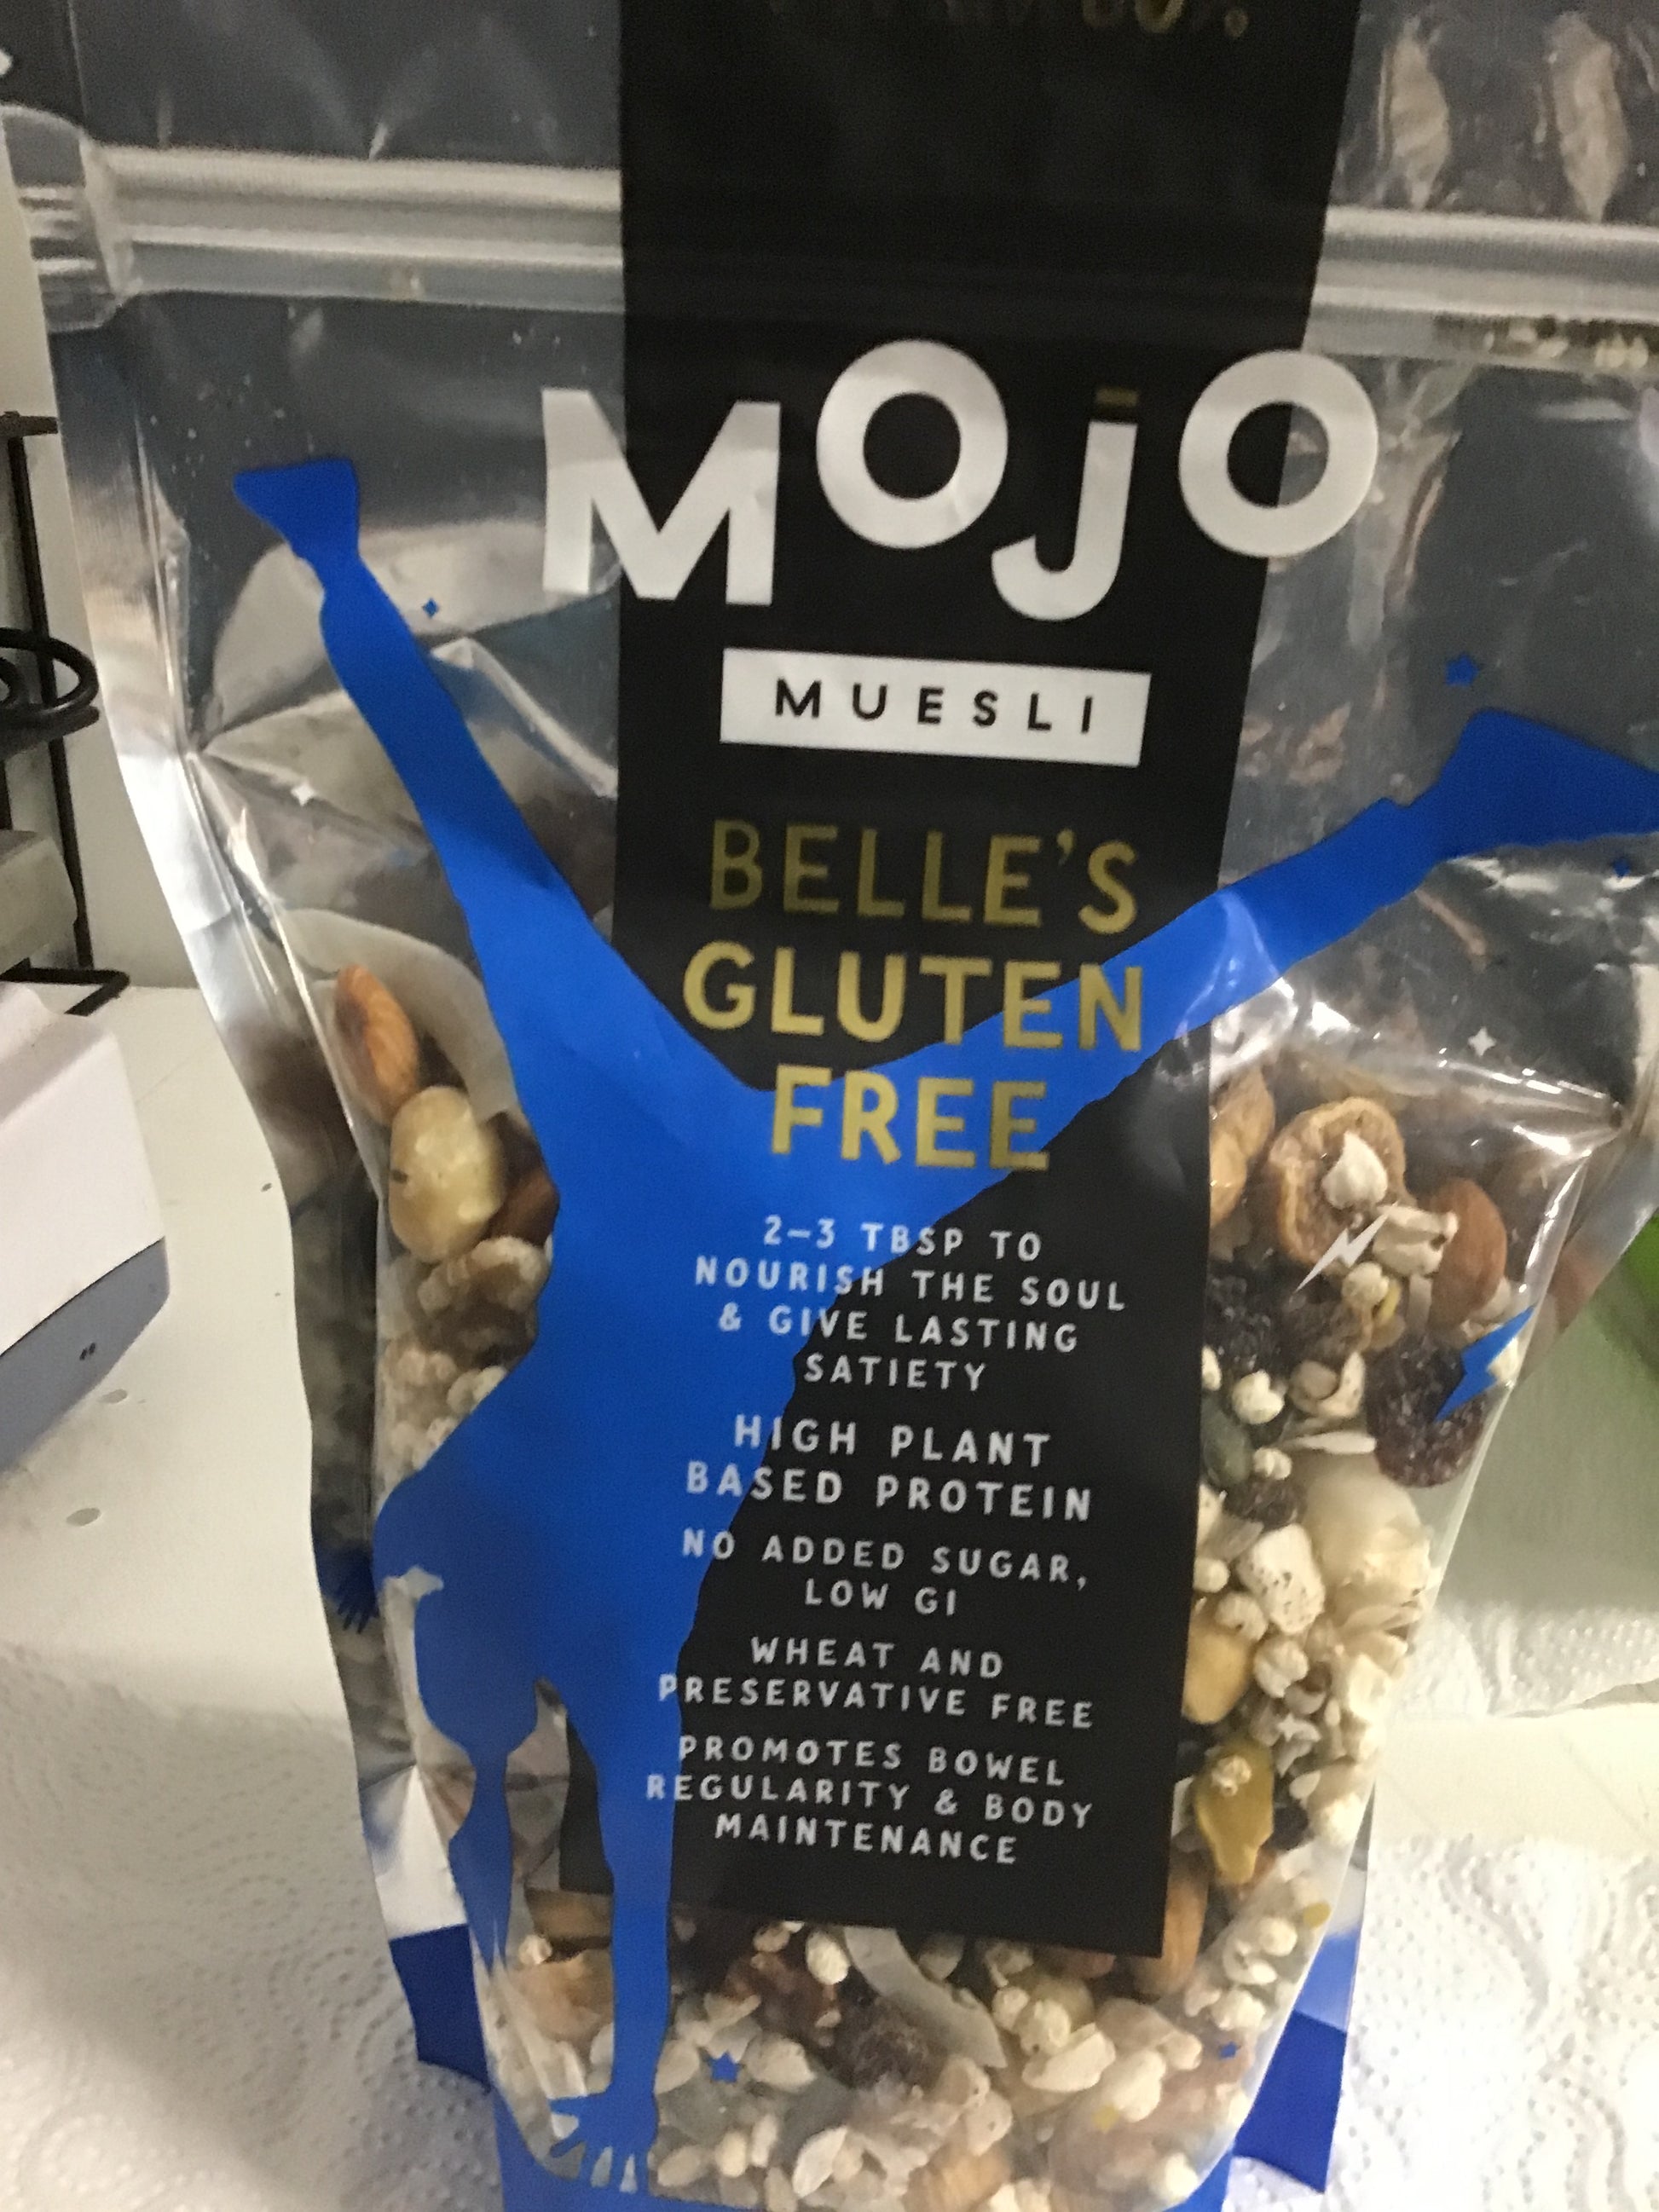 MOJO
MUESLI
BELLE'S
GLUTEN
FREE
2-3 TBSP TO
NOURISH THE SOUL
& GIVE LASTING
SATIETY
HIGH PLANT
BASED PROTEIN
NO ADDED SUGAR,
LOW GI
WHEAT AND
PRESERVATIVE FREE
PROMOTES BOWEL
REGULARITY & BODY
MAINTENANCE